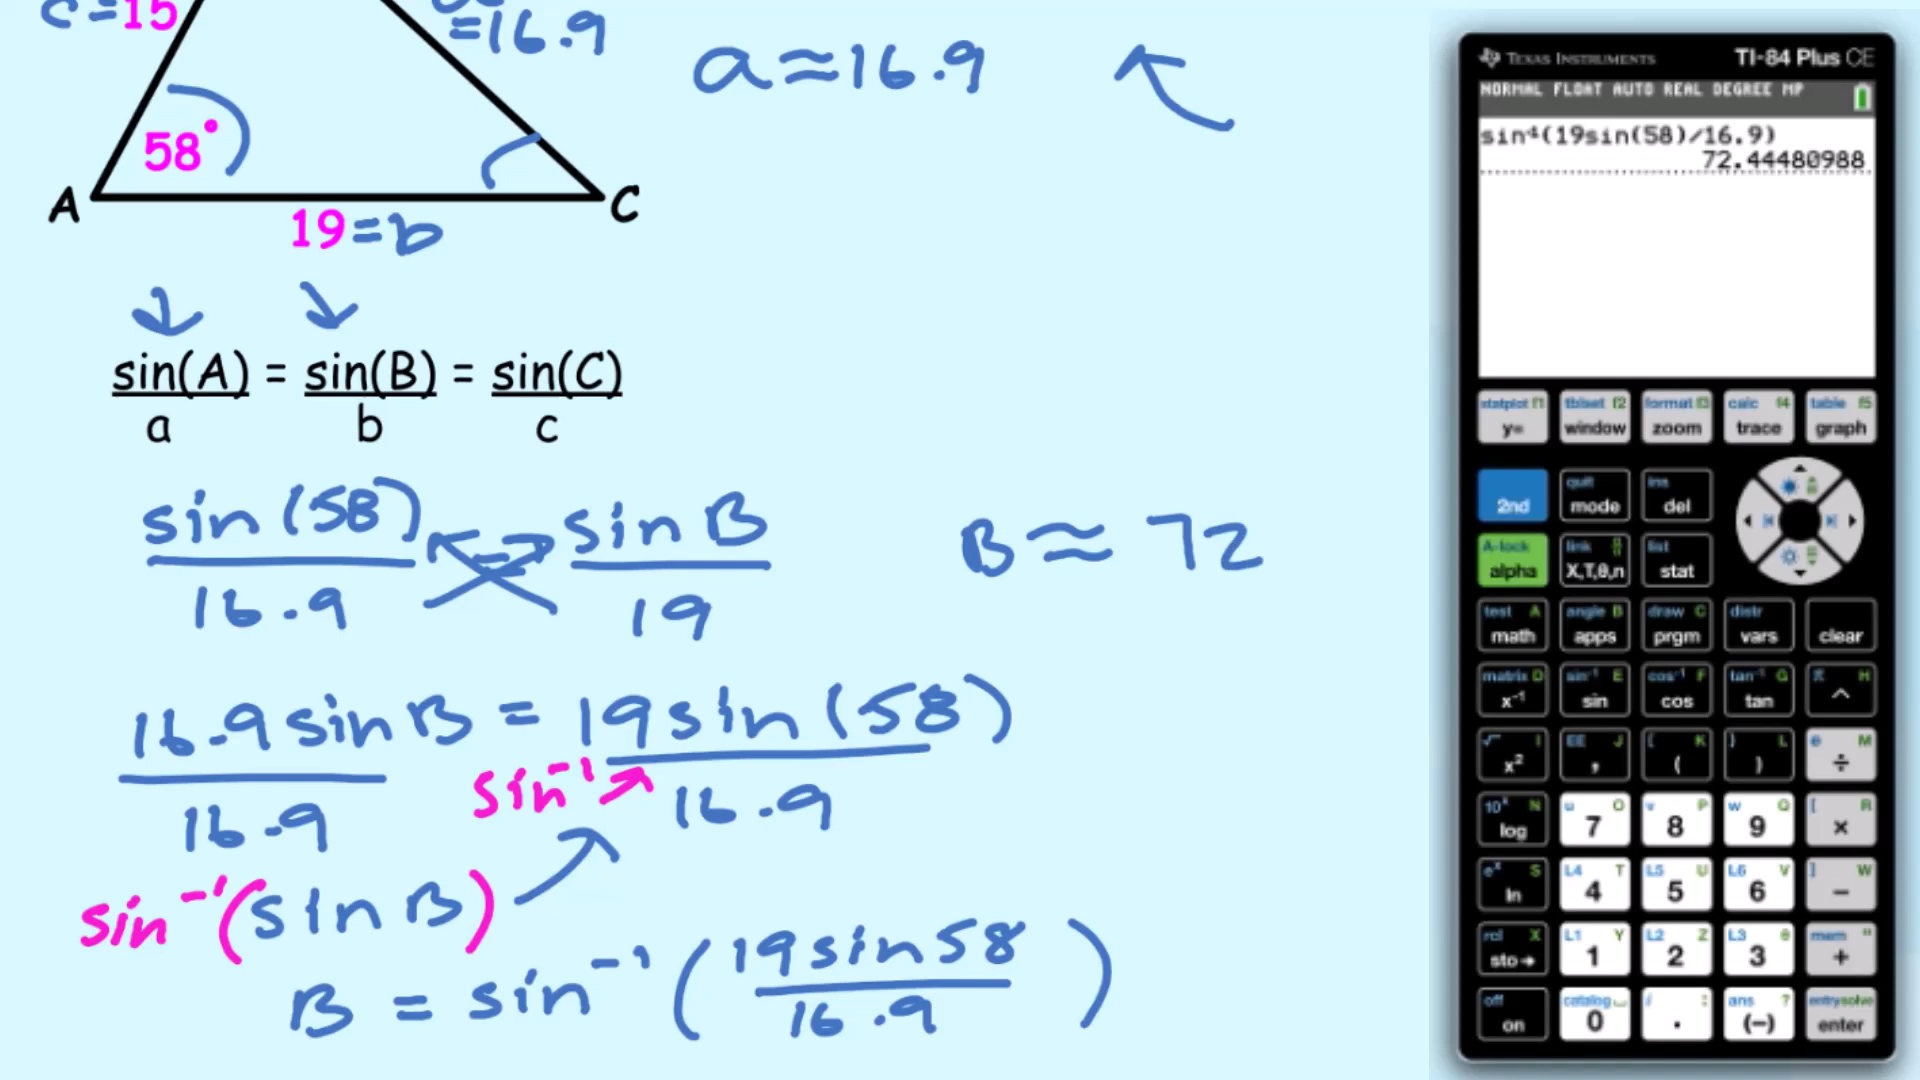 c=15
=16.9
a≈16.9
58°
A
C
19=b
sin(A) = sin(B) = sin(C)
a b c
sin(58) = sin B
16.9 19
B≈72
16.9 sin B = 19 sin(58)
16.9 sin⁻¹ 16.9
sin⁻¹(sin B)
B = sin⁻¹(19 sin 58
16.9)
TEXAS INSTRUMENTS TI-84 Plus CE
NORMAL FLOAT AUTO REAL DEGREE MP
sin⁻¹(19sin(58)/16.9)
72.44480988
statplot f1 tblset f2 format f3 calc f4 table f5
y= window zoom trace graph
quit ins
2nd mode del
A-lock link list
alpha X,T,θ,n stat
test A angle B draw C distr
math apps prgm vars clear
matrix D sin⁻¹ E cos⁻¹ F tan⁻¹ G π H
x⁻¹ sin cos tan ^
√ I EE J { K } L e M
x² , ( ) ÷
10ˣ N u O v P w Q [ R
log 7 8 9 ×
eˣ S L4 T L5 U L6 V ] W
ln 4 5 6 −
rcl X L1 Y L2 Z L3 θ mem "
sto→ 1 2 3 +
off catalog i : ans ? entry solve
on 0 . (−) enter